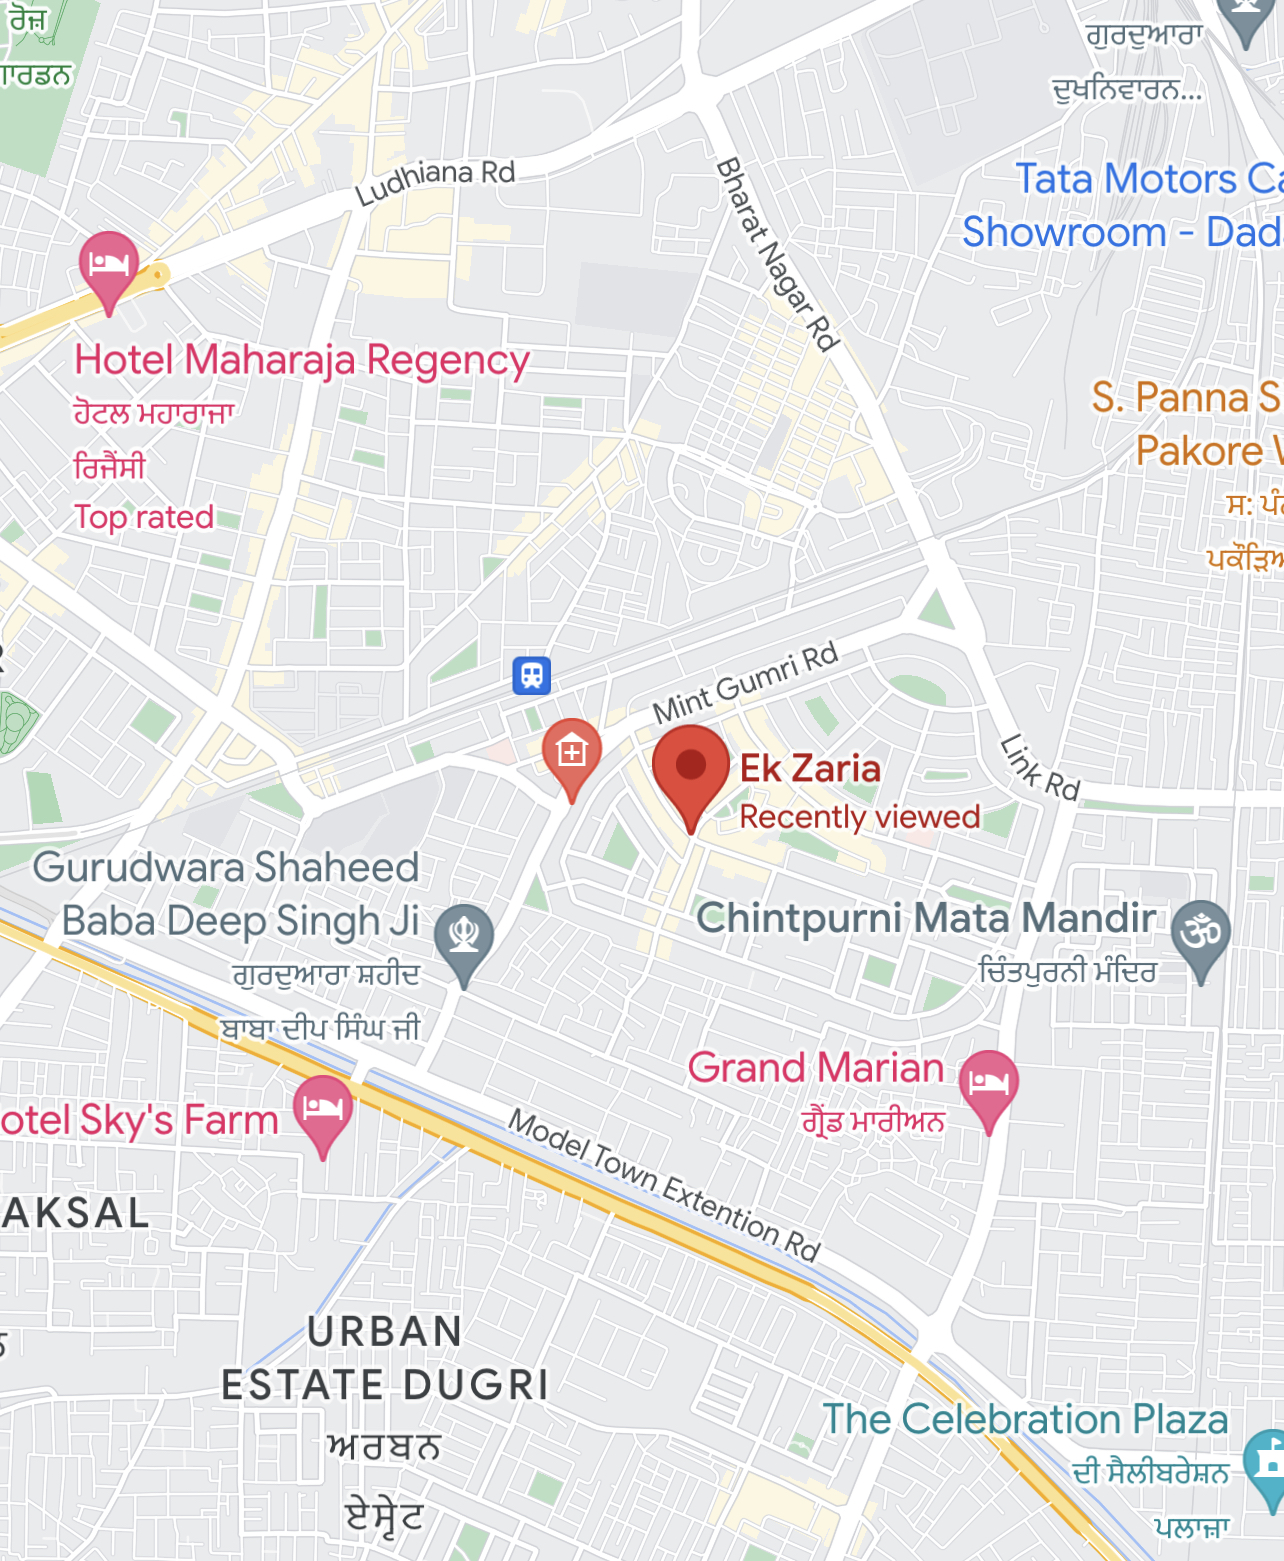 ਰੋਜ਼
ਗਾਰਡਨ
ਗੁਰਦੁਆਰਾ
ਦੁਖਨਿਵਾਰਨ...
Ludhiana Rd
Bharat Nagar Rd
Tata Motors Ca
Showroom - Dad
Hotel Maharaja Regency
ਹੋਟਲ ਮਹਾਰਾਜਾ
ਰਿਜੈਂਸੀ
Top rated
S. Panna S
Pakore
ਸ: ਪੰ
ਪਕੌੜਿਆ
Mint Gumri Rd
Link Rd
Ek Zaria
Recently viewed
Gurudwara Shaheed
Baba Deep Singh Ji
ਗੁਰਦੁਆਰਾ ਸ਼ਹੀਦ
ਬਾਬਾ ਦੀਪ ਸਿੰਘ ਜੀ
Chintpurni Mata Mandir
ਚਿੰਤਪੁਰਨੀ ਮੰਦਿਰ
ॐ
Grand Marian
ਗ੍ਰੈਂਡ ਮਾਰੀਅਨ
otel Sky's Farm
Model Town Extention Rd
AKSAL
URBAN
ESTATE DUGRI
ਅਰਬਨ
ਏਸ੍ਟੇਟ
The Celebration Plaza
ਦੀ ਸੈਲੀਬਰੇਸ਼ਨ
ਪਲਾਜ਼ਾ